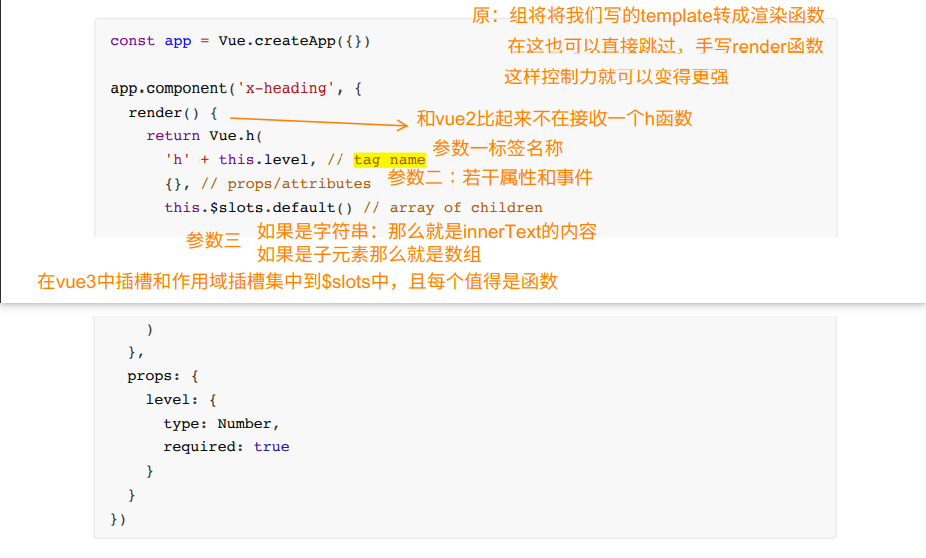 原：组将将我们写的template转成渲染函数
const app = Vue.createApp({})
在这也可以直接跳过，手写render函数
这样控制力就可以变得更强
app.component('x-heading', {
render() {
和vue2比起来不在接收一个h函数
return Vue.h(
参数一标签名称
'h' + this.level, // tag name
参数二：若干属性和事件
{}, // props/attributes
this.$slots.default() // array of children
参数三
如果是字符串：那么就是innerText的内容
如果是子元素那么就是数组
在vue3中插槽和作用域插槽集中到$slots中，且每个值得是函数
)
},
props: {
level: {
type: Number,
required: true
}
}
})